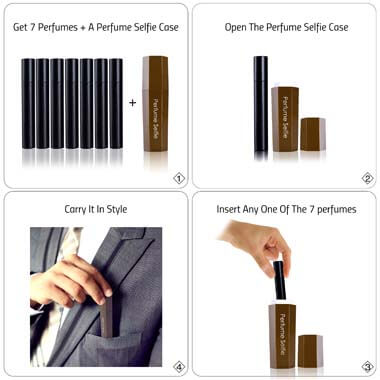 Get 7 Perfumes + A Perfume Selfie Case
+
Perfume Selfie
1
Open The Perfume Selfie Case
Perfume Selfie
2
Carry It In Style
4
Insert Any One Of The 7 perfumes
Perfume Selfie
3